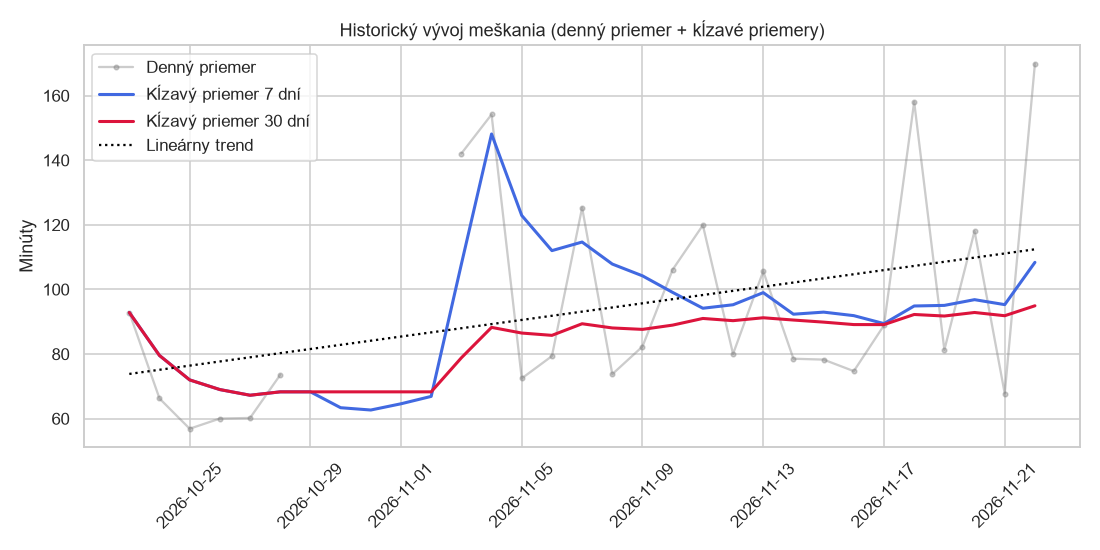 Historický vývoj meškania (denný priemer + kĺzavé priemery)
Denný priemer
Kĺzavý priemer 7 dní
Kĺzavý priemer 30 dní
Lineárny trend
Minúty
160
140
120
100
80
60
2026-10-25
2026-10-29
2026-11-01
2026-11-05
2026-11-09
2026-11-13
2026-11-17
2026-11-21